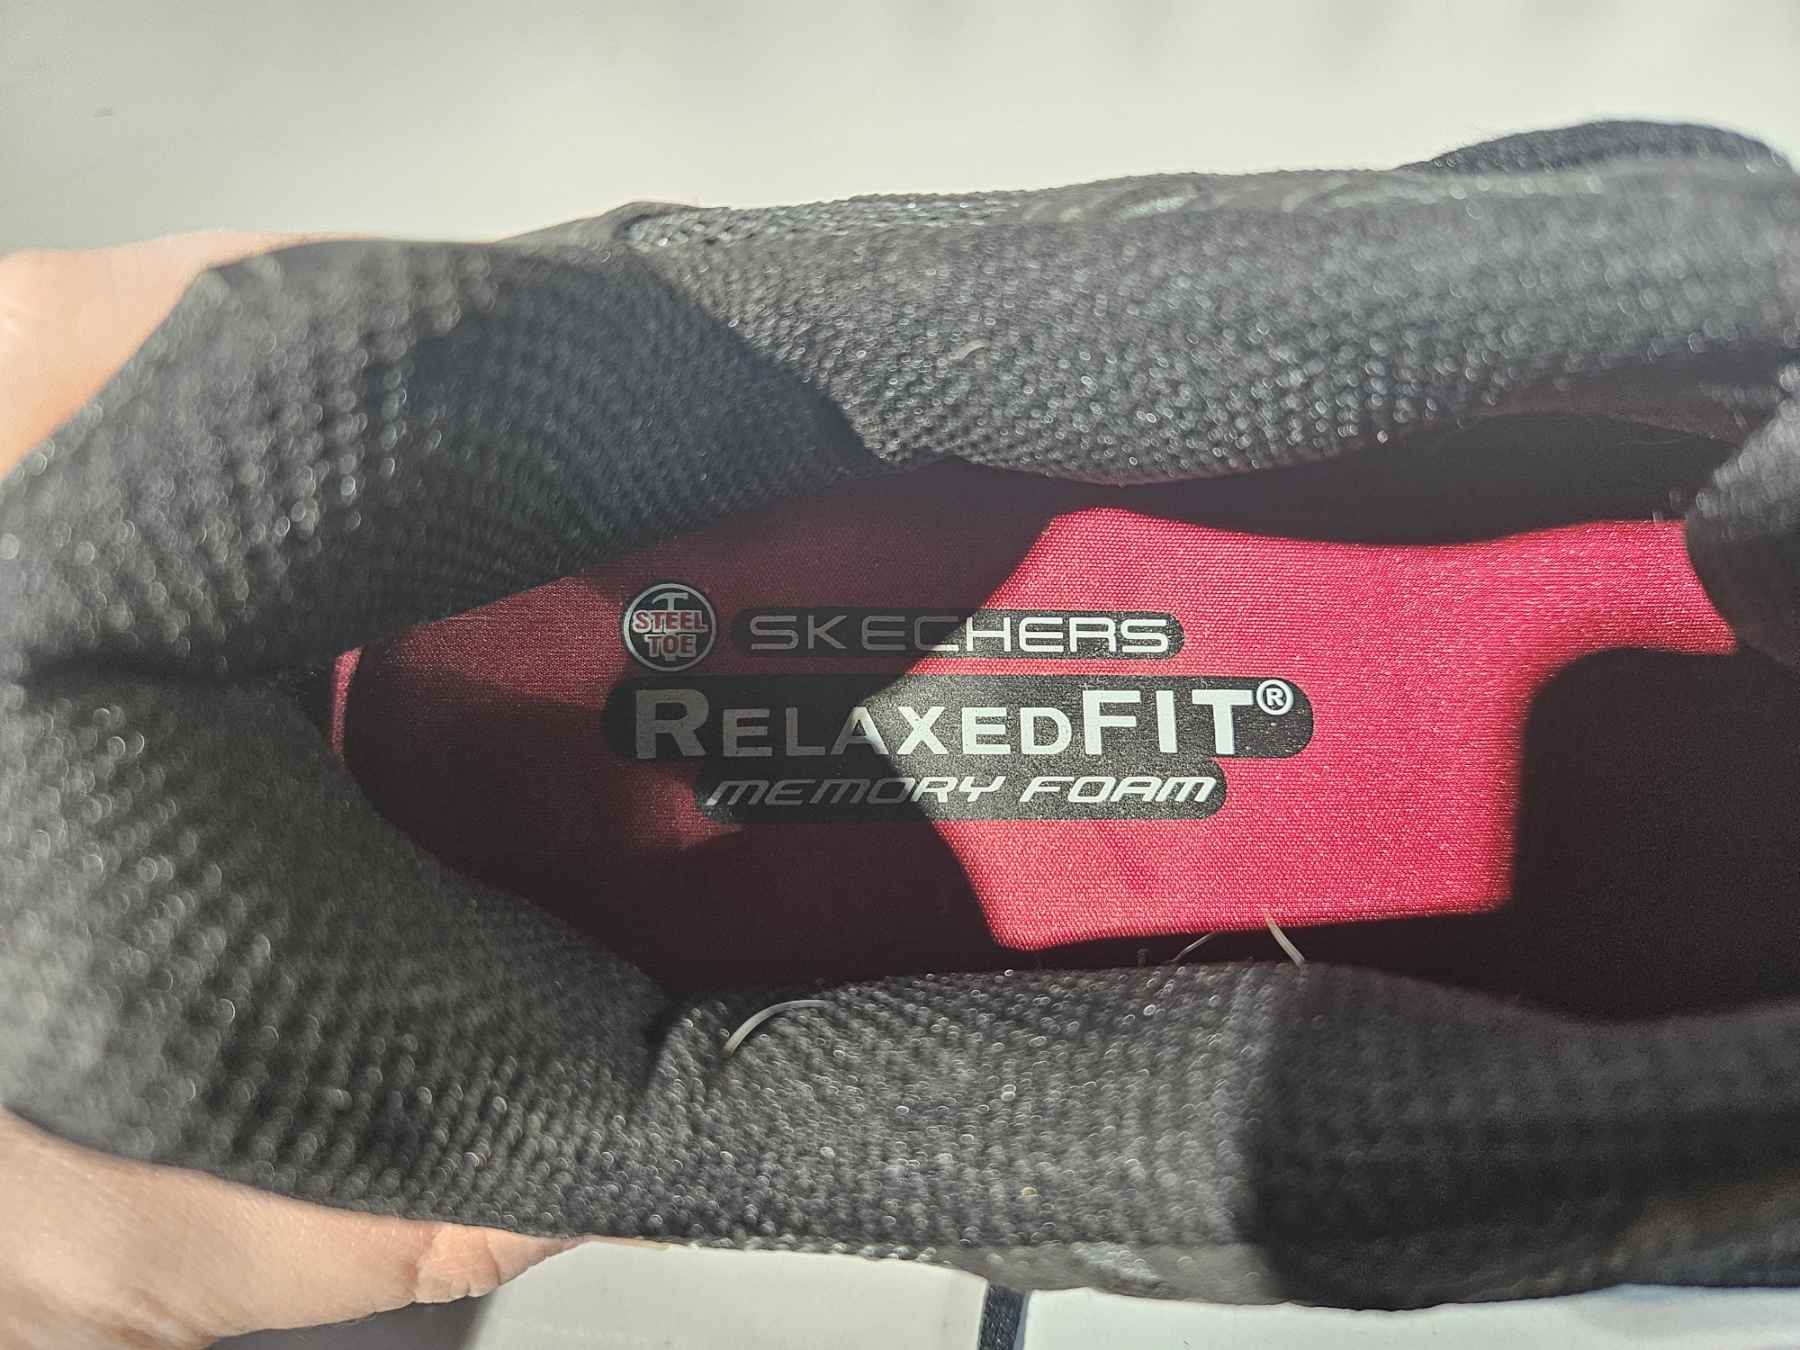 STEEL
TOE
SKECHERS
RELAXEDFIT®
MEMORY FOAM